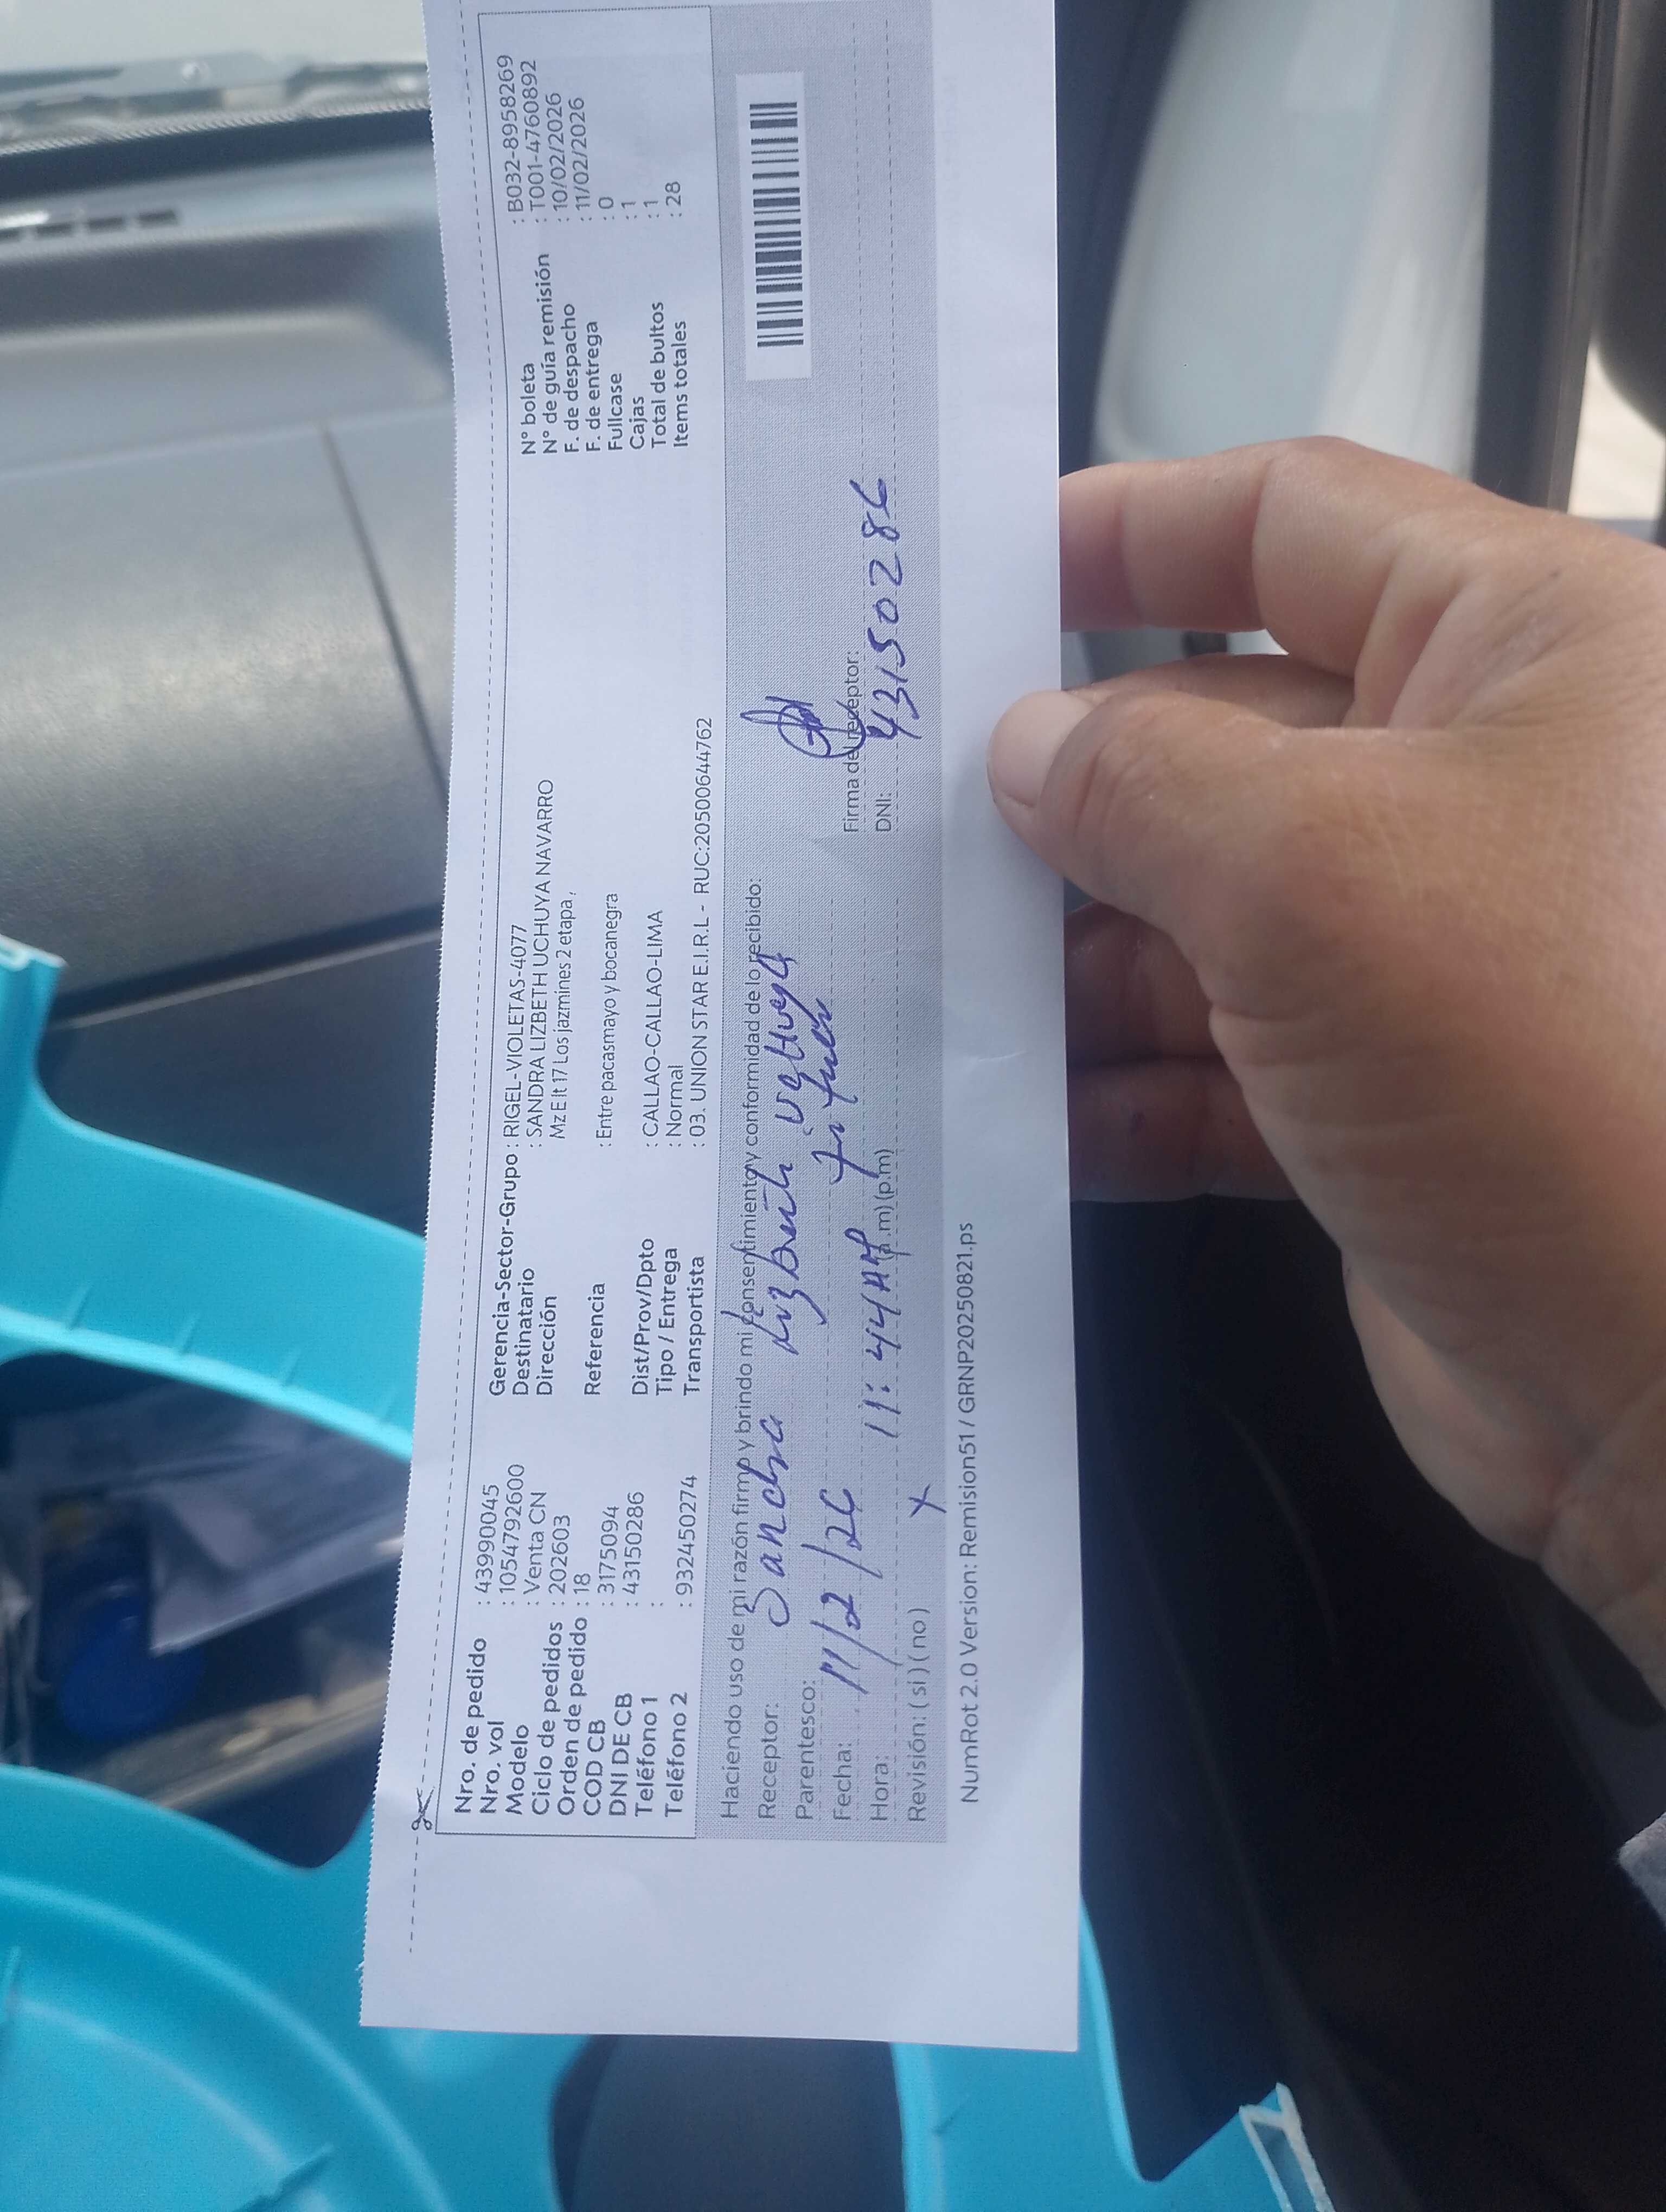 Nro. de pedido : 43990045
Nro. vol : 1054792600
Modelo : Venta CN
Ciclo de pedidos : 202603
Orden de pedido : 18
COD CB : 3175094
DNI DE CB : 43150286
Teléfono 1 :
Teléfono 2 : 932450274
Gerencia-Sector-Grupo : RIGEL-VIOLETAS-4077
Destinatario : SANDRA LIZBETH UCHUYA NAVARRO
Dirección Mz E lt 17 Los jazmines 2 etapa,
Referencia : Entre pacasmayo y bocanegra
Dist/Prov/Dpto : CALLAO-CALLAO-LIMA
Tipo / Entrega : Normal
Transportista : 03. UNION STAR E.I.R.L - RUC:20500644762
N° boleta : B032-8958269
N° de guía remisión : T001-4760892
F. de despacho : 10/02/2026
F. de entrega : 11/02/2026
Fullcase : 0
Cajas : 1
Total de bultos : 1
Items totales : 28
Haciendo uso de mi razón firmo y brindo mi consentimiento y conformidad de lo recibido:
Receptor: Sandra Lizbeth Uchuya
Parentesco: Titular
Fecha: 11/2/26
Hora: 11:44 AM (a.m) (p.m)
Revisión: ( si ) ( no ) X
Firma del receptor:
DNI: 43150286
NumRot 2.0 Version: Remision51 / GRNP20250821.ps